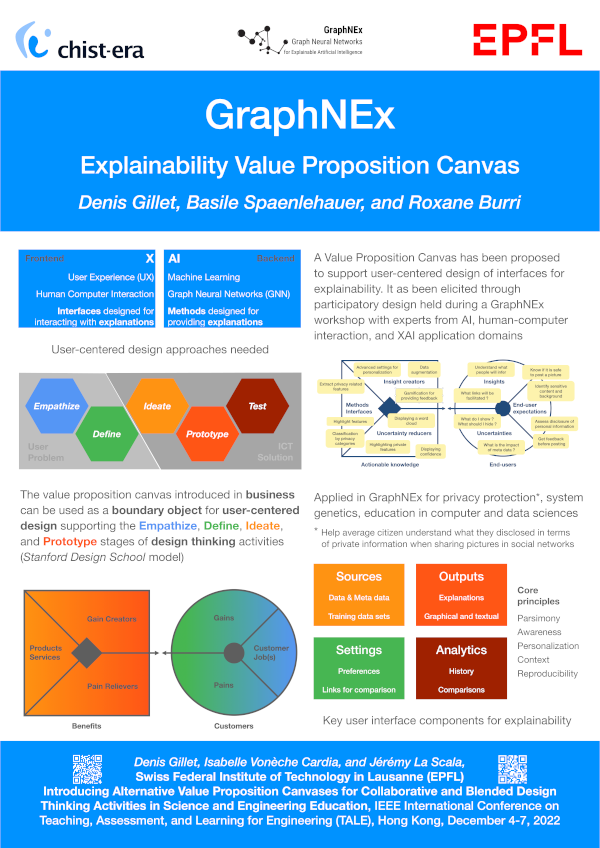 chist-era
GraphNEx
Graph Neural Networks
for Explainable Artificial Intelligence
EPFL
GraphNEx
Explainability Value Proposition Canvas
Denis Gillet, Basile Spaenlehauer, and Roxane Burri
Frontend X
User Experience (UX)
Human Computer Interaction
Interfaces designed for
interacting with explanations
AI Backend
Machine Learning
Graph Neural Networks (GNN)
Methods designed for
providing explanations
User-centered design approaches needed
Empathize
Define
Ideate
Prototype
Test
User
Problem
ICT
Solution
The value proposition canvas introduced in business
can be used as a boundary object for user-centered
design supporting the Empathize, Define, Ideate,
and Prototype stages of design thinking activities
(Stanford Design School model)
Gain Creators
Products
Services
Pain Relievers
Benefits
Gains
Customer
Job(s)
Pains
Customers
A Value Proposition Canvas has been proposed
to support user-centered design of interfaces for
explainability. It as been elicited through
participatory design held during a GraphNEx
workshop with experts from AI, human-computer
interaction, and XAI application domains
Advanced settings for
personalization
Data
augmentation
Insight creators
Extract privacy related
features
Gamification for
providing feedback
Methods
Interfaces
Displaying a word
cloud
Highlight features
Uncertainty reducers
Classification
by privacy
categories
Highlighting private
features
Displaying
confidence
Actionable knowledge
Understand what
people will infer
Know if it is safe
to post a picture
Insights
Identify sensitive
content and
background
What links will be
facilitated ?
End-user
expectations
What do I show ?
What should I hide ?
Assess disclosure of
personal information
Uncertainties
What is the impact
of meta data ?
Get feedback
before posting
End-users
Applied in GraphNEx for privacy protection*, system
genetics, education in computer and data sciences
* Help average citizen understand what they disclosed in terms
of private information when sharing pictures in social networks
Sources
Data & Meta data
Training data sets
Outputs
Explanations
Graphical and textual
Settings
Preferences
Links for comparison
Analytics
History
Comparisons
Core
principles
Parsimony
Awareness
Personalization
Context
Reproducibility
Key user interface components for explainability
Denis Gillet, Isabelle Vonèche Cardia, and Jérémy La Scala,
Swiss Federal Institute of Technology in Lausanne (EPFL)
Introducing Alternative Value Proposition Canvases for Collaborative and Blended Design
Thinking Activities in Science and Engineering Education, IEEE International Conference on
Teaching, Assessment, and Learning for Engineering (TALE), Hong Kong, December 4-7, 2022